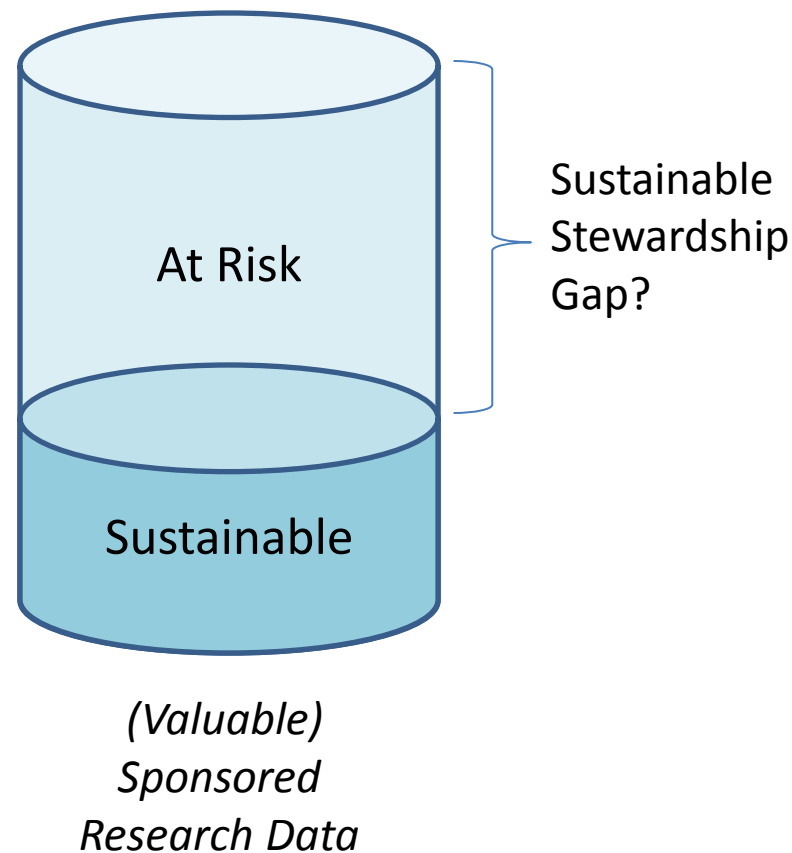 At Risk
Sustainable
Stewardship
Gap?
Sustainable
(Valuable)
Sponsored
Research Data